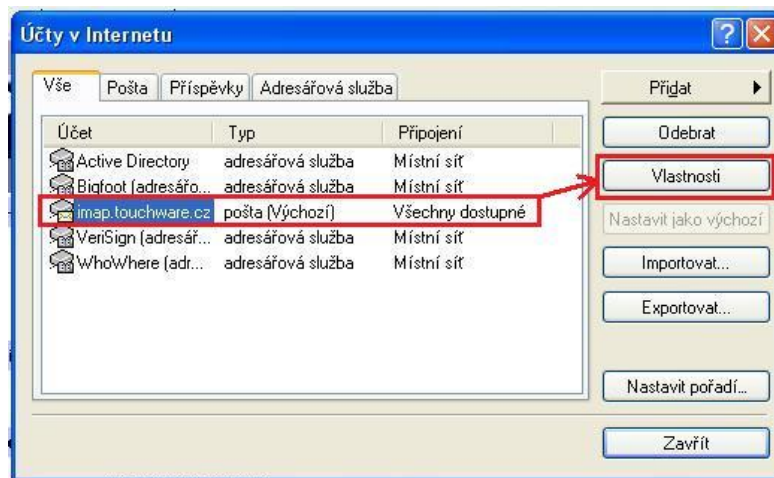 Účty v Internetu
Vše Pošta Příspěvky Adresářová služba
Účet Typ Připojení
Active Directory adresářová služba Místní síť
Bigfoot (adresářo... adresářová služba Místní síť
imap.touchware.cz pošta (Výchozí) Všechny dostupné
VeriSign (adresář... adresářová služba Místní síť
WhoWhere (adr... adresářová služba Místní síť
Přidat
Odebrat
Vlastnosti
Nastavit jako výchozí
Importovat...
Exportovat...
Nastavit pořadí...
Zavřít